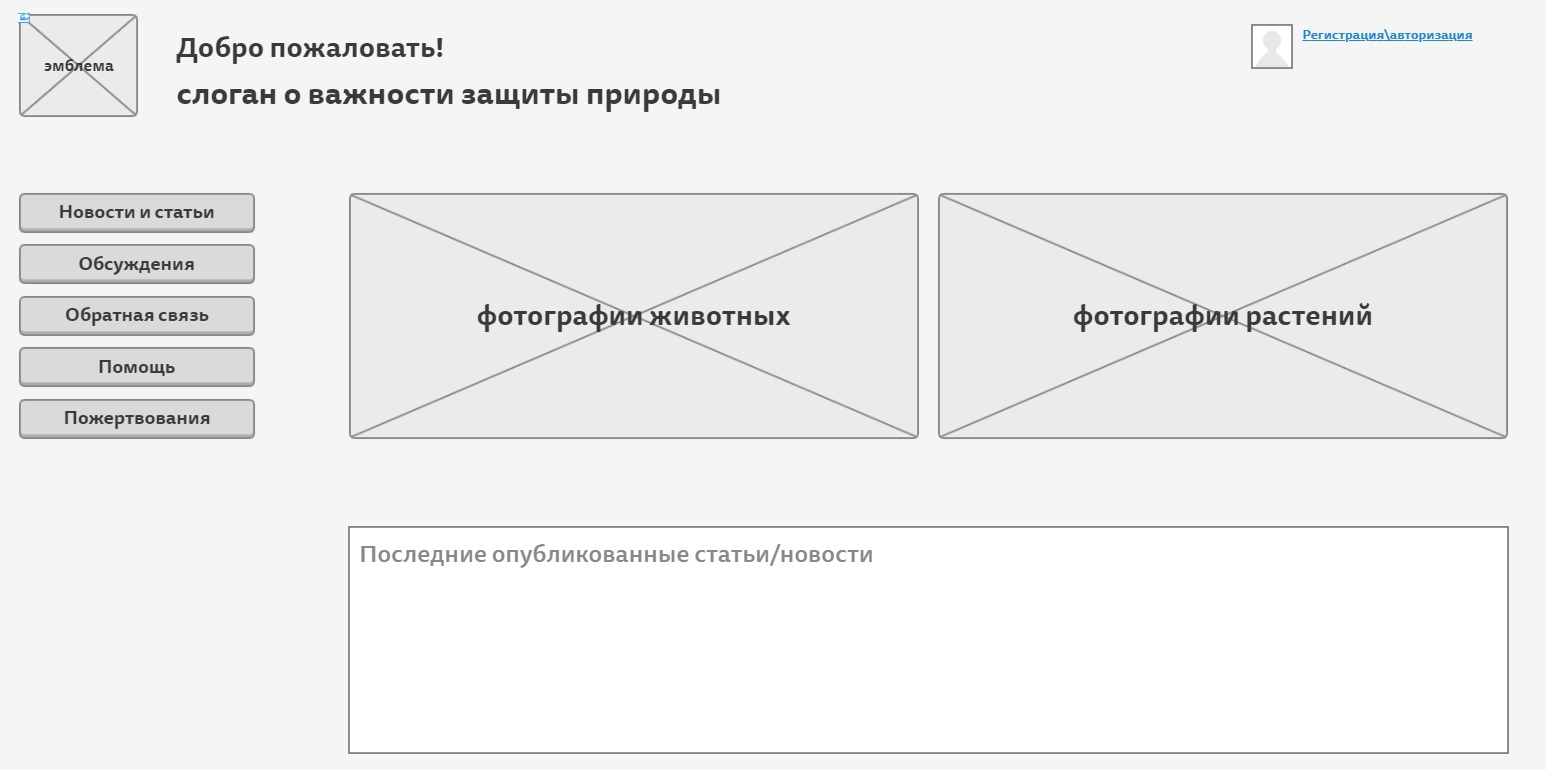 эмблема
Добро пожаловать!
слоган о важности защиты природы
Регистрация\авторизация
Новости и статьи
Обсуждения
Обратная связь
Помощь
Пожертвования
фотографии животных
фотографии растений
Последние опубликованные статьи/новости